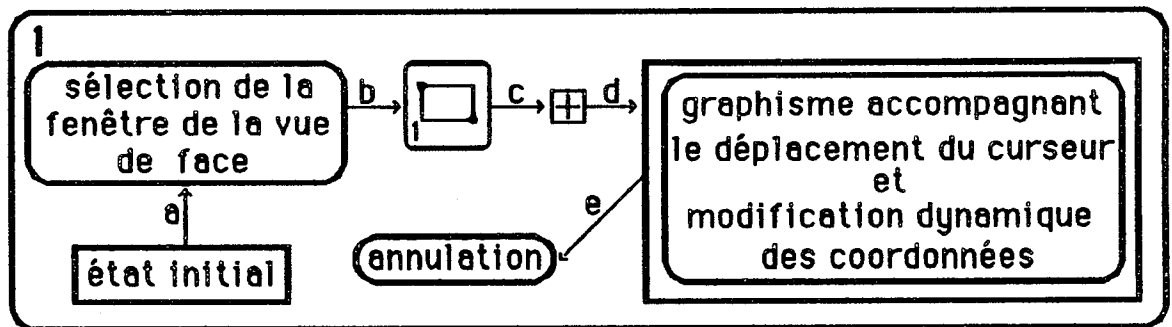 1
sélection de la
fenêtre de la vue
de face
a
état initial
b
1
c
d
graphisme accompagnant
le déplacement du curseur
et
modification dynamique
des coordonnées
e
annulation